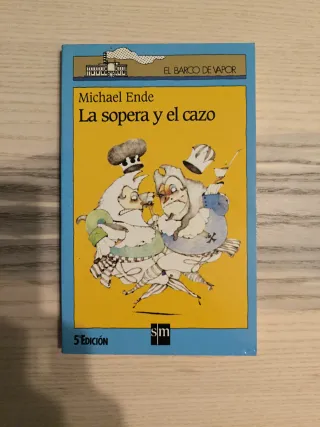 EL BARCO DE VAPOR
Michael Ende
La sopera y el cazo
5ª EDICIÓN
sm